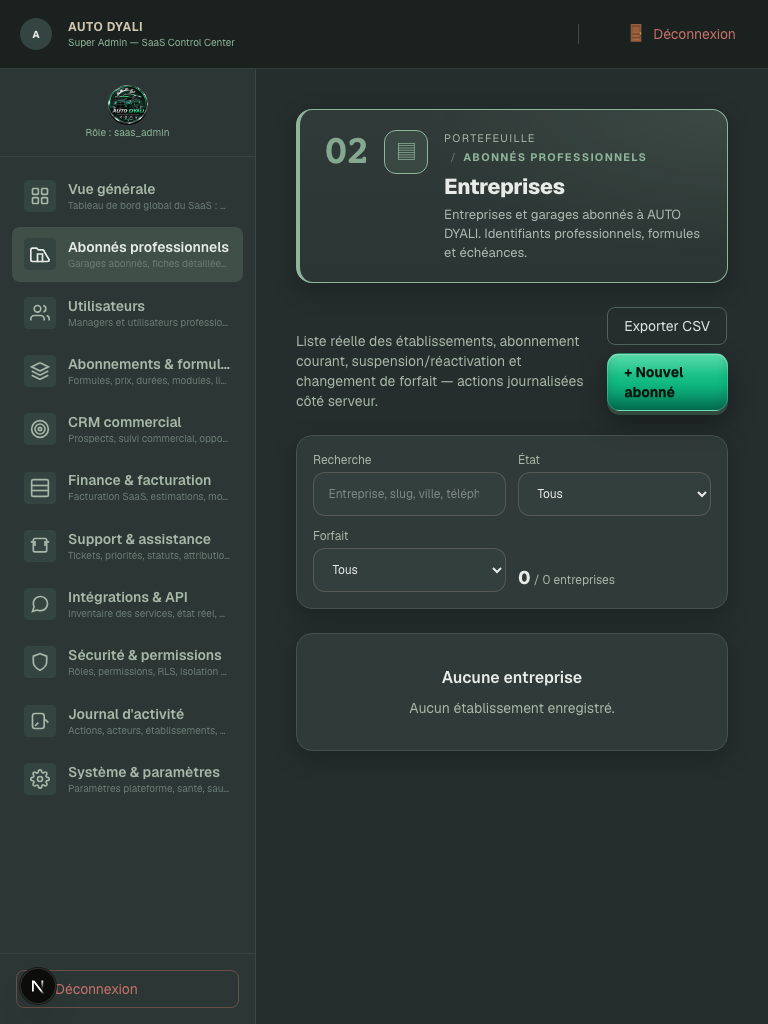 A
AUTO DYALI
Super Admin — SaaS Control Center
Déconnexion
AUTO DYALI
Rôle : saas_admin
Vue générale
Tableau de bord global du SaaS : ...
Abonnés professionnels
Garages abonnés, fiches détaillée...
Utilisateurs
Managers et utilisateurs professio...
Abonnements & formul...
Formules, prix, durées, modules, li...
CRM commercial
Prospects, suivi commercial, oppo...
Finance & facturation
Facturation SaaS, estimations, mo...
Support & assistance
Tickets, priorités, statuts, attributio...
Intégrations & API
Inventaire des services, état réel, ...
Sécurité & permissions
Rôles, permissions, RLS, isolation ...
Journal d'activité
Actions, acteurs, établissements, ...
Système & paramètres
Paramètres plateforme, santé, sau...
N
Déconnexion
02
PORTEFEUILLE
/ ABONNÉS PROFESSIONNELS
Entreprises
Entreprises et garages abonnés à AUTO
DYALI. Identifiants professionnels, formules
et échéances.
Liste réelle des établissements, abonnement
courant, suspension/réactivation et
changement de forfait — actions journalisées
côté serveur.
Exporter CSV
+ Nouvel
abonné
Recherche
Entreprise, slug, ville, téléph
État
Tous
Forfait
Tous
0 / 0 entreprises
Aucune entreprise
Aucun établissement enregistré.